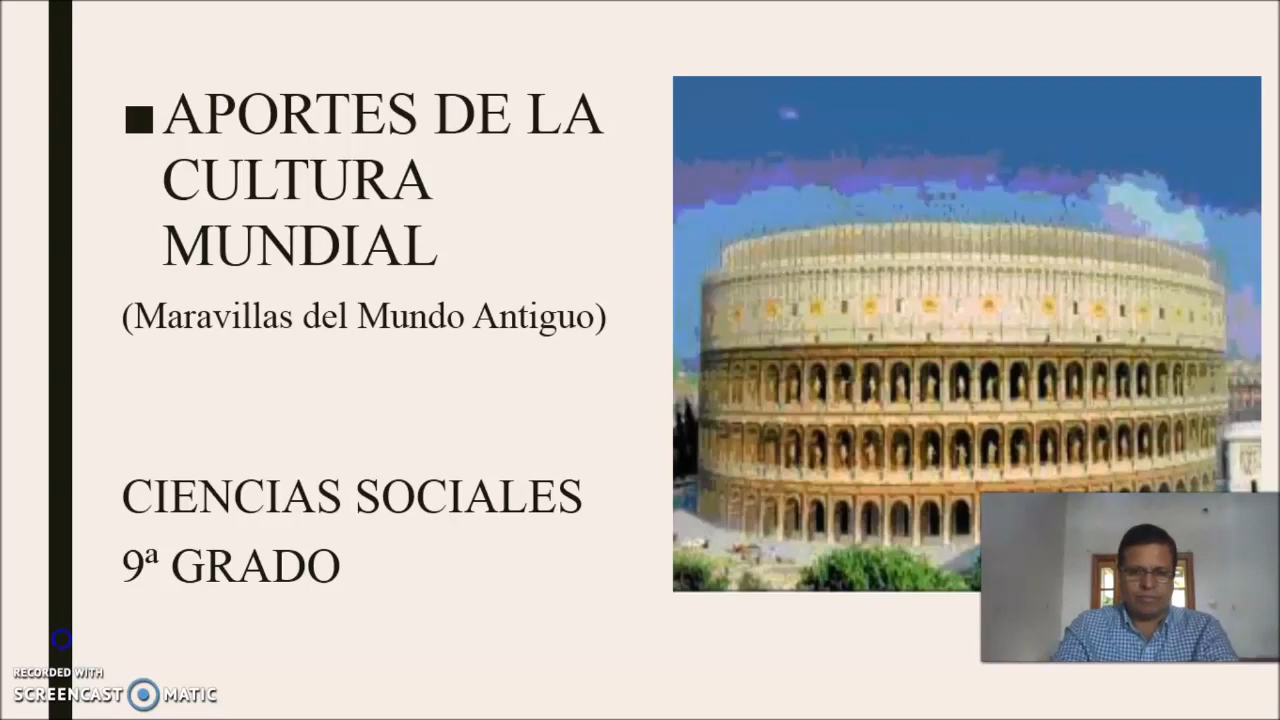 APORTES DE LA
CULTURA
MUNDIAL
(Maravillas del Mundo Antiguo)
CIENCIAS SOCIALES
9ª GRADO
RECORDED WITH
SCREENCAST MATIC